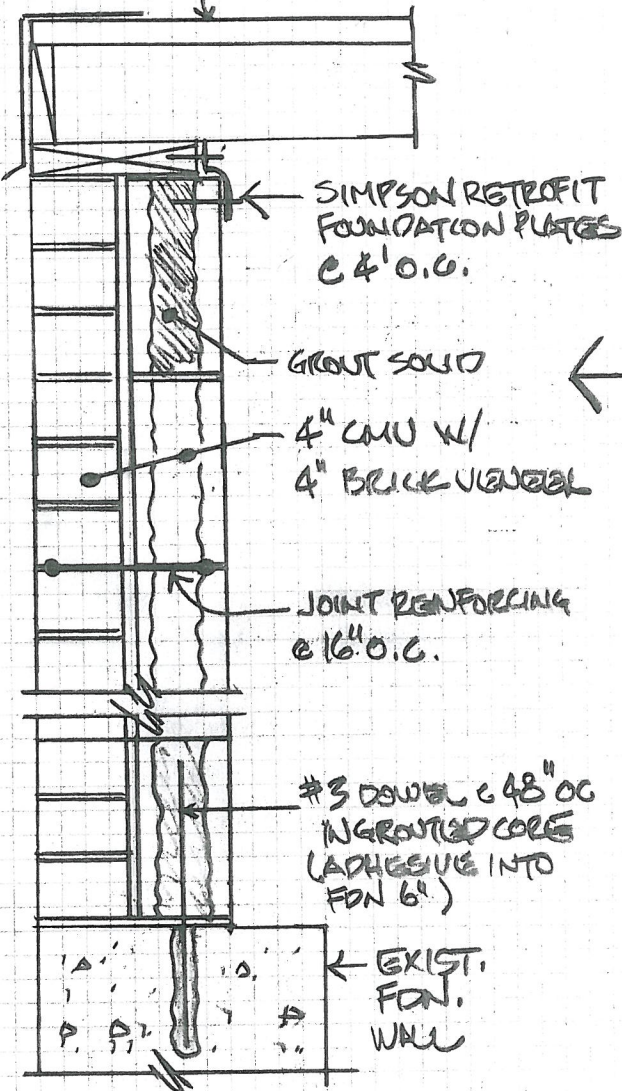 SIMPSON RETROFIT
FOUNDATION PLATES
@ 4' O.C.
GROUT SOLID
4" CMU W/
4" BRICK VENEER
JOINT REINFORCING
@ 16" O.C.
#3 DOWEL @ 48" OC
IN GROUTED CORE
(ADHESIVE INTO
FDN 6")
EXIST.
FDN.
WALL